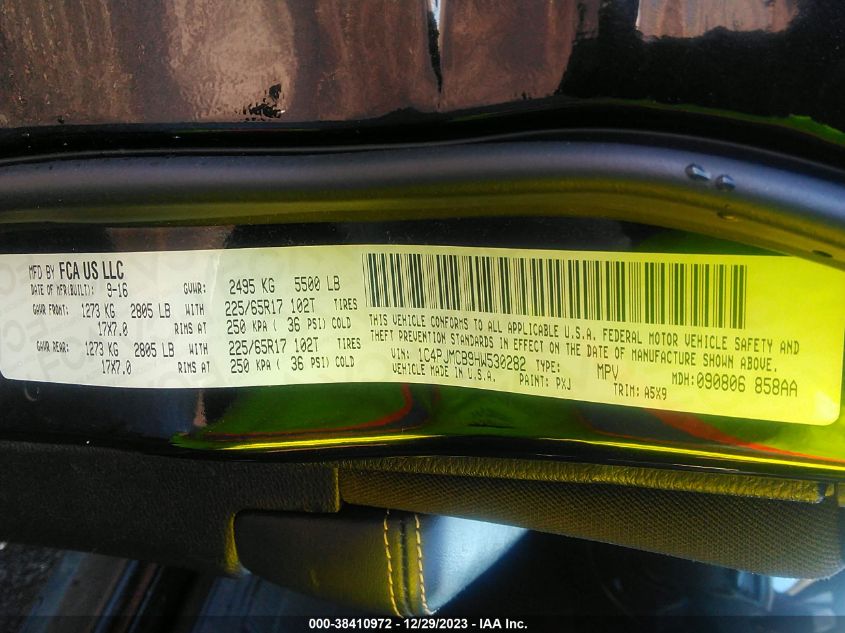 MFD BY FCA US LLC
DATE OF MFR(BUILT): 9-16 GVWR: 2495 KG 5500 LB
GAWR FRONT: 1273 KG 2805 LB WITH 225/65R17 102T TIRES
17X7.0 RIMS AT 250 KPA ( 36 PSI) COLD
GAWR REAR: 1273 KG 2805 LB WITH 225/65R17 102T TIRES
17X7.0 RIMS AT 250 KPA ( 36 PSI) COLD
THIS VEHICLE CONFORMS TO ALL APPLICABLE U.S.A. FEDERAL MOTOR VEHICLE SAFETY AND
THEFT PREVENTION STANDARDS IN EFFECT ON THE DATE OF MANUFACTURE SHOWN ABOVE.
VIN: 1C4PJMCB9HW530282 TYPE: MPV MDH:090806 858AA
VEHICLE MADE IN U.S.A. PAINT: PXJ TRIM: A5X9
000-38410972 - 12/29/2023 - IAA Inc.